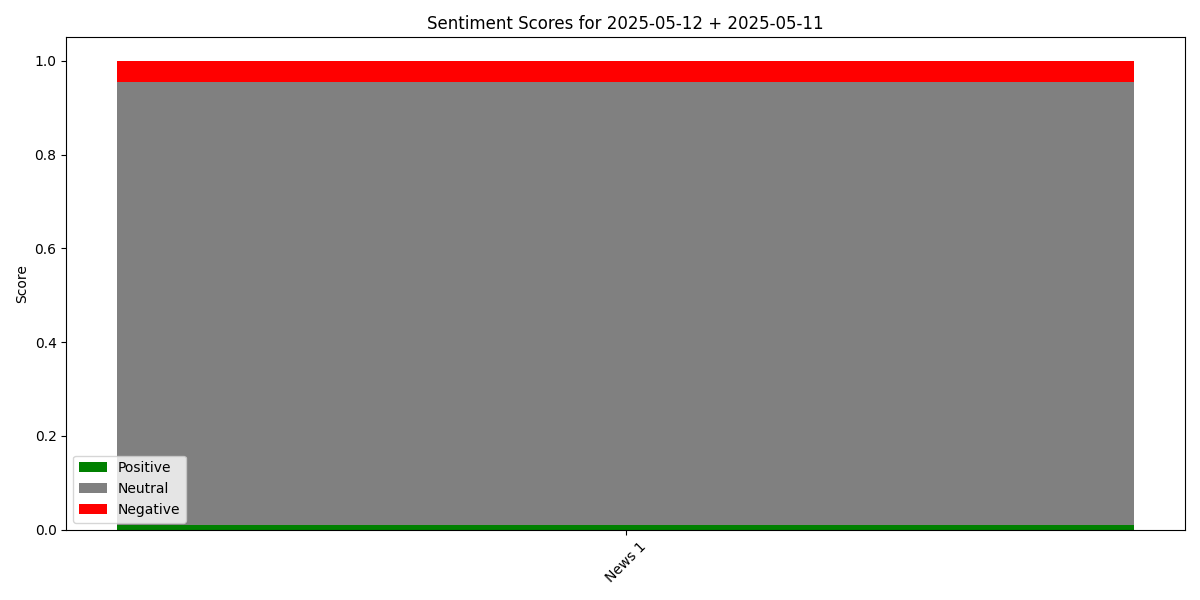 Sentiment Scores for 2025-05-12 + 2025-05-11
1.0
0.8
0.6
0.4
0.2
0.0
Score
Positive
Neutral
Negative
News 1